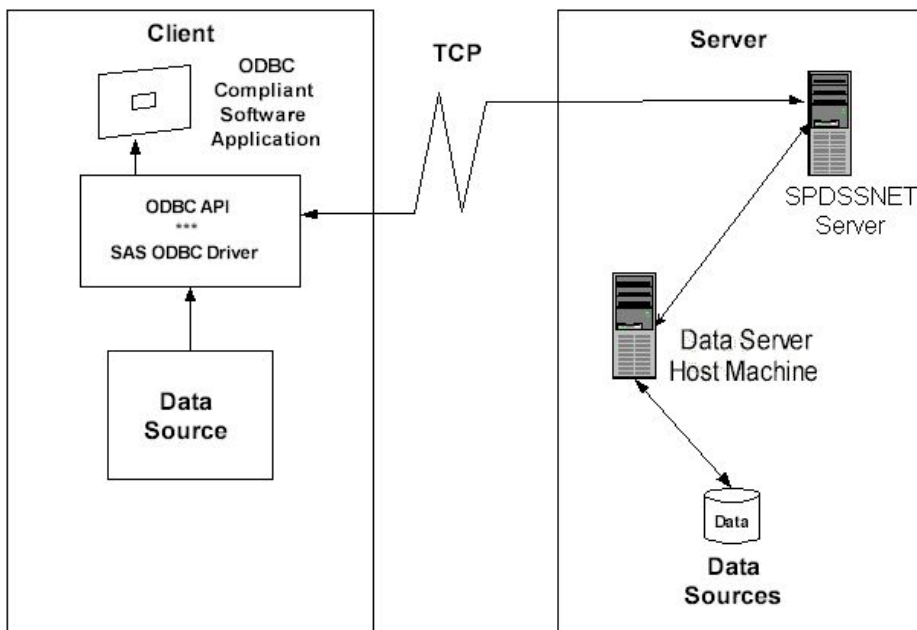 Client
ODBC
Compliant
Software
Application
ODBC API
***
SAS ODBC Driver
Data
Source
TCP
Server
SPDSSNET
Server
Data Server
Host Machine
Data
Data
Sources